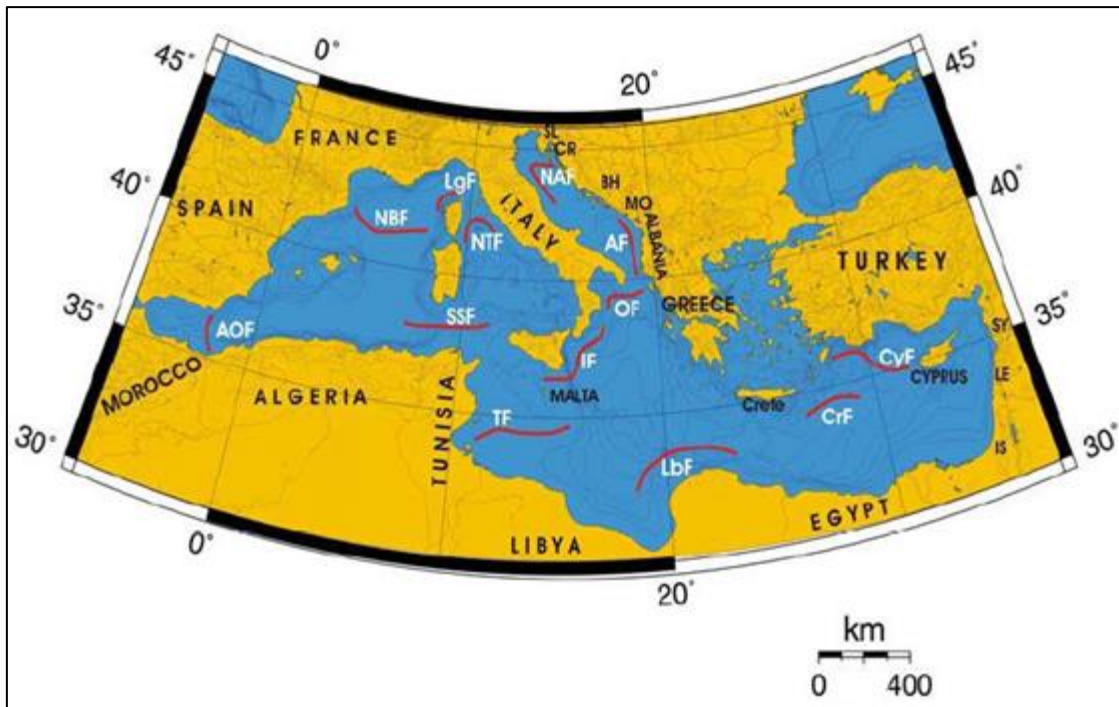 0°
20°
45°
45°
SL
CR
FRANCE
LgF
NAF
BH
40°
ITALY
MO
ALBANIA
40°
SPAIN
NBF
NTF
AF
TURKEY
GREECE
OF
35°
AOF
SSF
SY
35°
IF
CyF
CYPRUS
LE
MOROCCO
ALGERIA
TUNISIA
MALTA
Crete
CrF
TF
30°
LbF
IS
30°
EGYPT
0°
LIBYA
20°
km
0 400